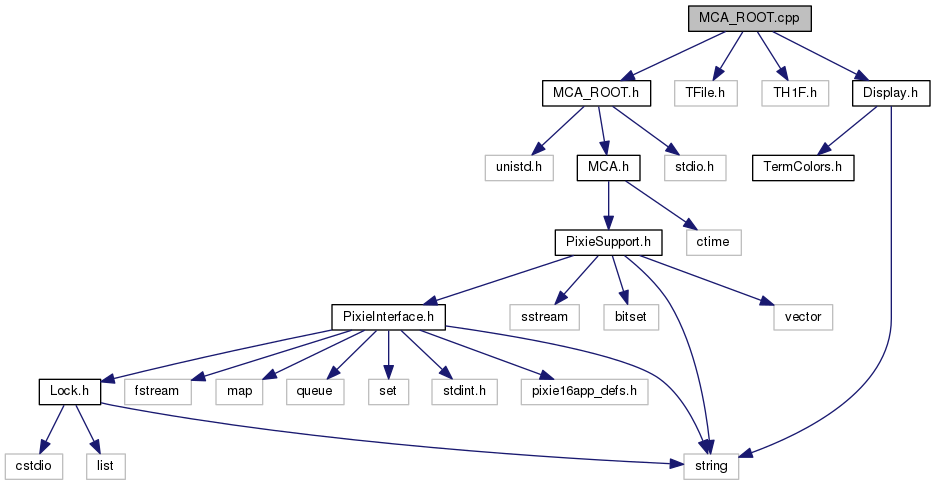 MCA_ROOT.cpp
MCA_ROOT.h
TFile.h
TH1F.h
Display.h
unistd.h
MCA.h
stdio.h
TermColors.h
PixieSupport.h
ctime
PixieInterface.h
sstream
bitset
vector
Lock.h
fstream
map
queue
set
stdint.h
pixie16app_defs.h
cstdio
list
string